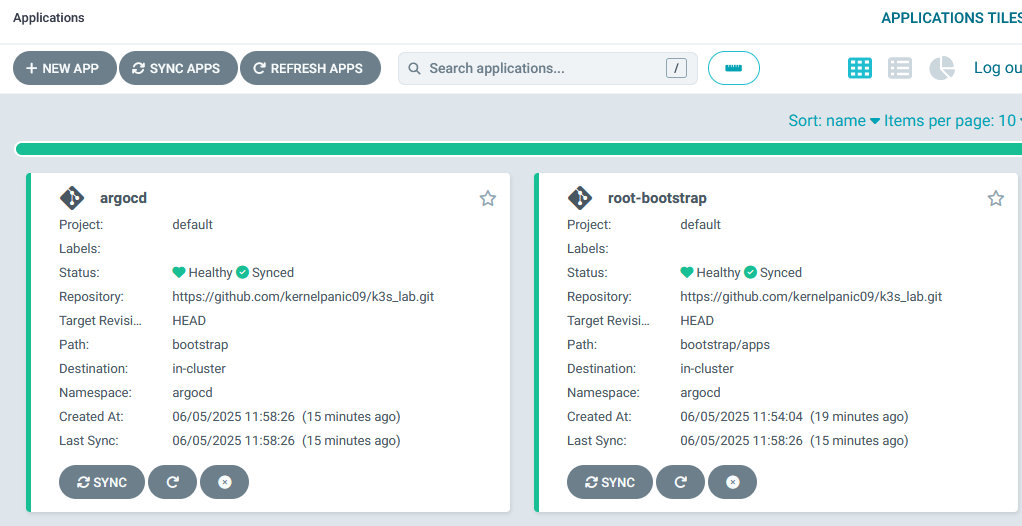 Applications
APPLICATIONS TILES
NEW APP SYNC APPS REFRESH APPS Search applications... / Log ou
Sort: name Items per page: 10
argocd
Project: default
Labels:
Status: Healthy Synced
Repository: https://github.com/kernelpanic09/k3s_lab.git
Target Revisi... HEAD
Path: bootstrap
Destination: in-cluster
Namespace: argocd
Created At: 06/05/2025 11:58:26 (15 minutes ago)
Last Sync: 06/05/2025 11:58:26 (15 minutes ago)
SYNC
root-bootstrap
Project: default
Labels:
Status: Healthy Synced
Repository: https://github.com/kernelpanic09/k3s_lab.git
Target Revisi... HEAD
Path: bootstrap/apps
Destination: in-cluster
Namespace: argocd
Created At: 06/05/2025 11:54:04 (19 minutes ago)
Last Sync: 06/05/2025 11:58:26 (15 minutes ago)
SYNC